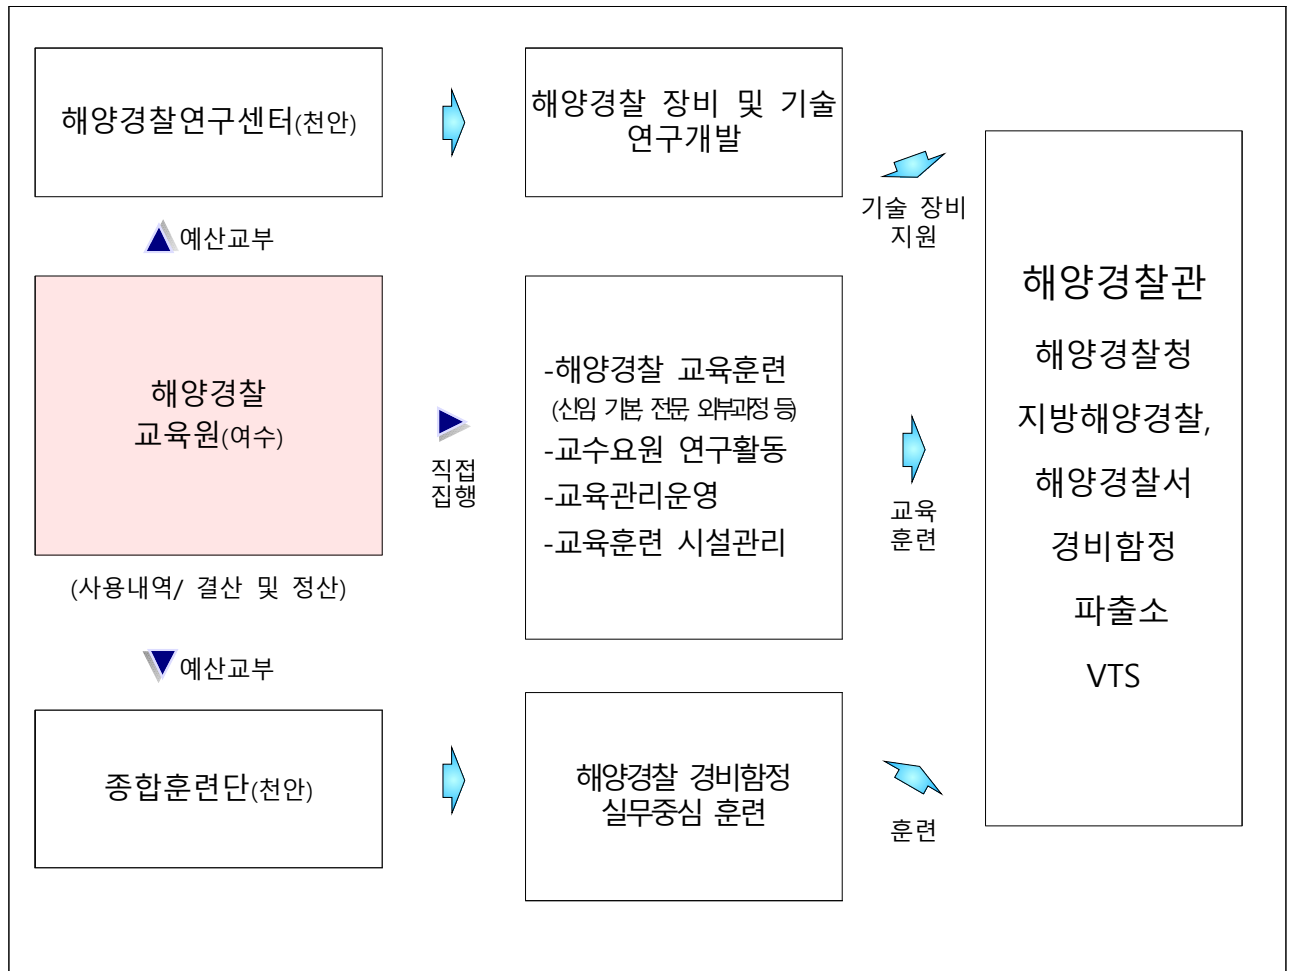 해양경찰연구센터(천안)
해양경찰 장비 및 기술
연구개발
기술 장비
지원
예산교부
해양경찰
교육원(여수)
직접
집행
-해양경찰 교육훈련
(신임, 기본, 전문, 외부과정 등)
-교수요원 연구활동
-교육관리운영
-교육훈련 시설관리
교육
훈련
해양경찰관
해양경찰청
지방해양경찰,
해양경찰서
경비함정
파출소
VTS
(사용내역/ 결산 및 정산)
예산교부
종합훈련단(천안)
해양경찰 경비함정
실무중심 훈련
훈련